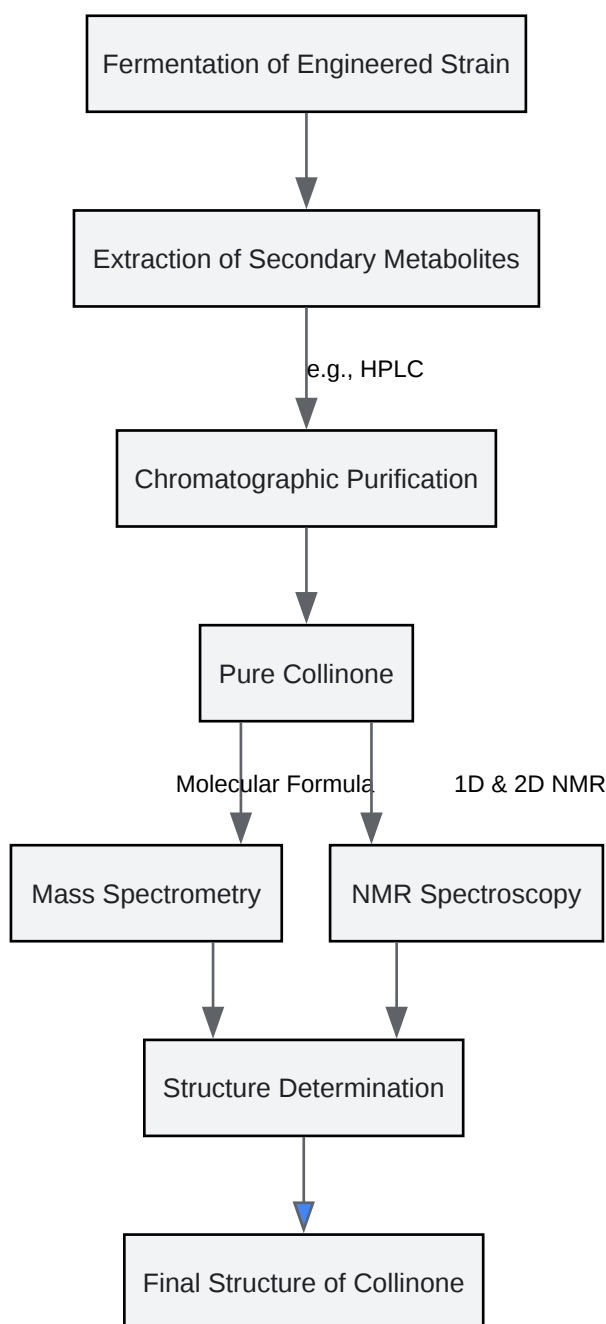 Fermentation of Engineered Strain
Extraction of Secondary Metabolites
e.g., HPLC
Chromatographic Purification
Pure Collinone
Molecular Formula
1D & 2D NMR
Mass Spectrometry
NMR Spectroscopy
Structure Determination
Final Structure of Collinone